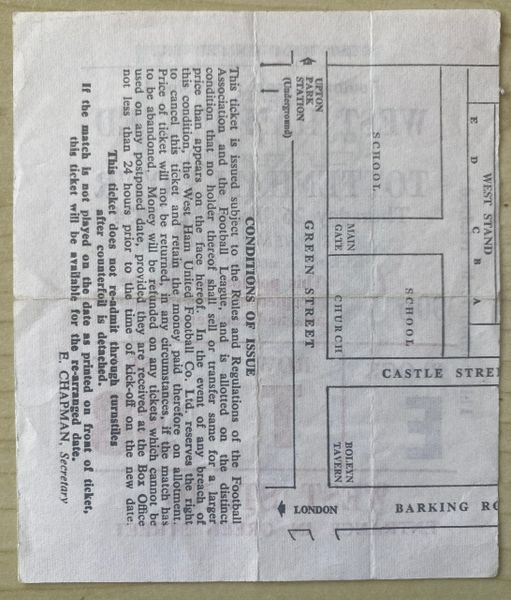 UPTON
PARK
STATION
(Underground)
SCHOOL
E D C B A
WEST STAND
MAIN
GATE
SCHOOL
CHURCH
GREEN STREET
CASTLE STREE
BOLEYN
TAVERN
LONDON
BARKING RO
CONDITIONS OF ISSUE
This ticket is issued subject to the Rules and Regulations of the Football
Association and the Football League, and is allotted on the distinct
condition that no holder thereof shall sell or transfer same for a larger
price than appears on the face hereof. In the event of any breach of
this condition, the West Ham United Football Co. Ltd. reserves the right
to cancel this ticket and retain the money paid therefore on allotment.
Price of ticket will not be returned, in any circumstances, if the match has
to be abandoned. Money will be refunded on any tickets which cannot be
used on any postponed date, provided they are received at the Box Office
not less than 24 hours prior to the time of kick-off on the new date.
This ticket does not re-admit through turnstiles
after counterfoil is detached.
If the match is not played on the date as printed on front of ticket,
this ticket will be available for the re-arranged date.
E. CHAPMAN, Secretary